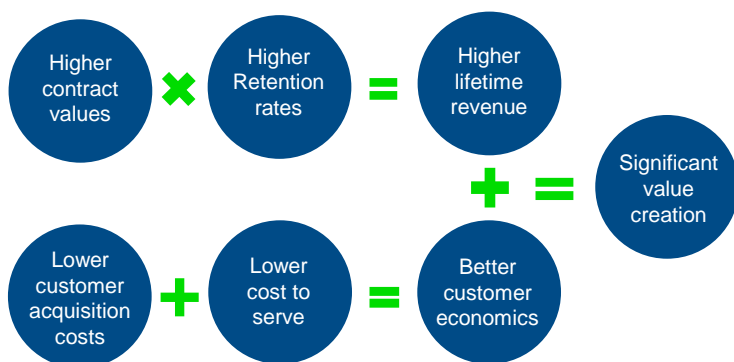 Higher
contract
values
Higher
Retention
rates
Higher
lifetime
revenue
Significant
value
creation
Lower
customer
acquisition
costs
Lower
cost to
serve
Better
customer
economics